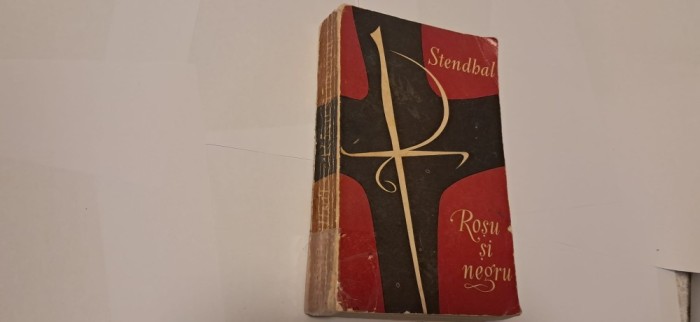 Stendhal
Roșu
și
negru